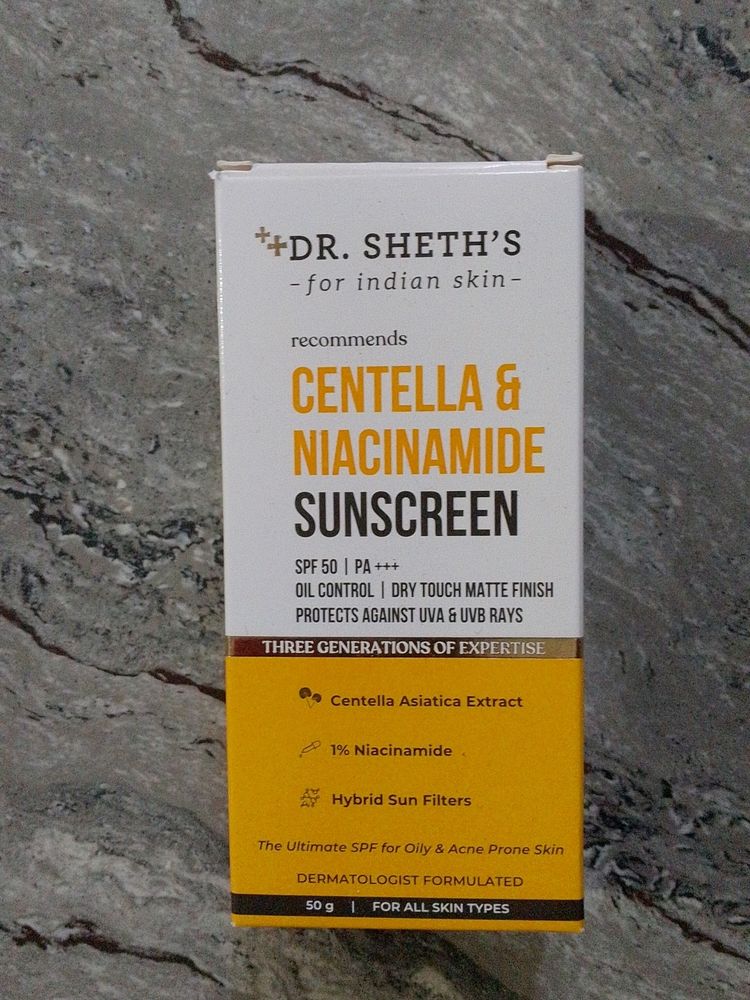 DR. SHETH'S
-for indian skin-
recommends
CENTELLA &
NIACINAMIDE
SUNSCREEN
SPF 50 | PA +++
OIL CONTROL | DRY TOUCH MATTE FINISH
PROTECTS AGAINST UVA & UVB RAYS
THREE GENERATIONS OF EXPERTISE
Centella Asiatica Extract
1% Niacinamide
Hybrid Sun Filters
The Ultimate SPF for Oily & Acne Prone Skin
DERMATOLOGIST FORMULATED
50 g | FOR ALL SKIN TYPES